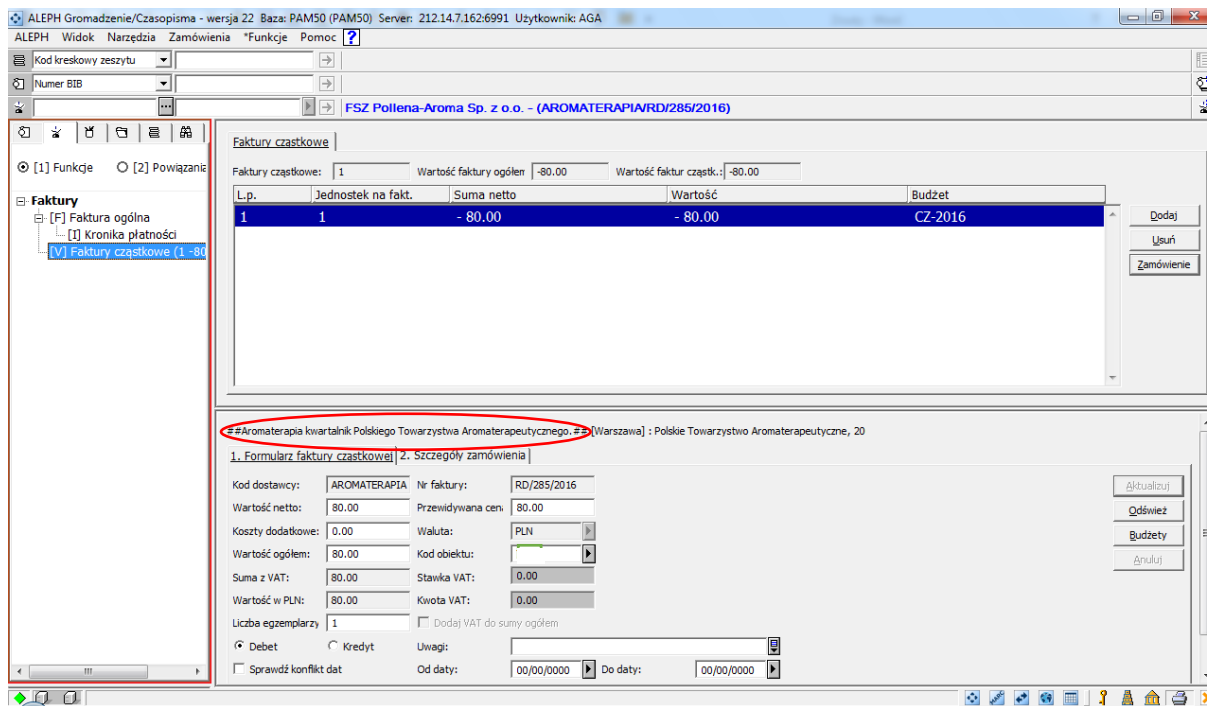 ALEPH Gromadzenie/Czasopisma - wersja 22 Baza: PAM50 (PAM50) Server: 212.14.7.162:6991 Użytkownik: AGA
ALEPH Widok Narzędzia Zamówienia *Funkcje Pomoc ?
Kod kreskowy zeszytu
Numer BIB
FSZ Pollena-Aroma Sp. z o.o. - (AROMATERAPIA/RD/285/2016)
[1] Funkcje [2] Powiązania
Faktury
[F] Faktura ogólna
[I] Kronika płatności
[V] Faktury cząstkowe (1 -80
Faktury czastkowe
Faktury cząstkowe: 1 Wartość faktury ogółem -80.00 Wartość faktur cząstk.: -80.00
L.p. Jednostek na fakt. Suma netto Wartość Budżet
1 1 - 80.00 - 80.00 CZ-2016
Dodaj
Usuń
Zamówienie
##Aromaterapia kwartalnik Polskiego Towarzystwa Aromaterapeutycznego.## [Warszawa] : Polskie Towarzystwo Aromaterapeutyczne, 20
1. Formularz faktury czastkowej 2. Szczegóły zamówienia
Kod dostawcy: AROMATERAPIA Nr faktury: RD/285/2016
Wartość netto: 80.00 Przewidywana cen. 80.00
Koszty dodatkowe: 0.00 Waluta: PLN
Wartość ogółem: 80.00 Kod obiektu:
Suma z VAT: 80.00 Stawka VAT: 0.00
Wartość w PLN: 80.00 Kwota VAT: 0.00
Liczba egzemplarzy 1 Dodaj VAT do sumy ogółem
Debet Kredyt Uwagi:
Sprawdź konflikt dat Od daty: 00/00/0000 Do daty: 00/00/0000
Aktualizuj
Odśwież
Budżety
Anuluj